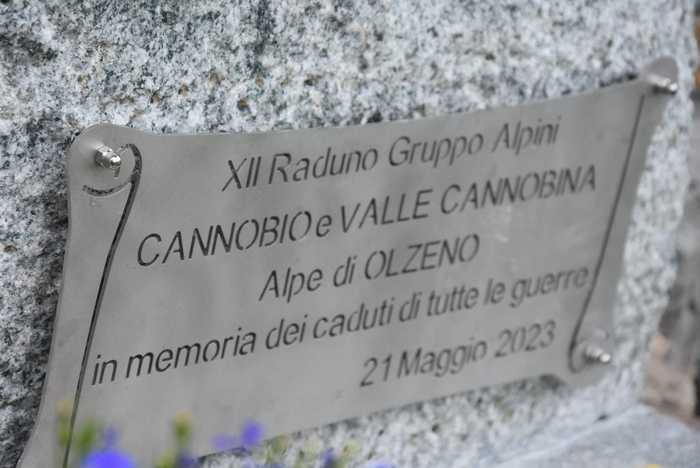 XII Raduno Gruppo Alpini
CANNOBIO e VALLE CANNOBINA
Alpe di OLZENO
in memoria dei caduti di tutte le guerre
21 Maggio 2023